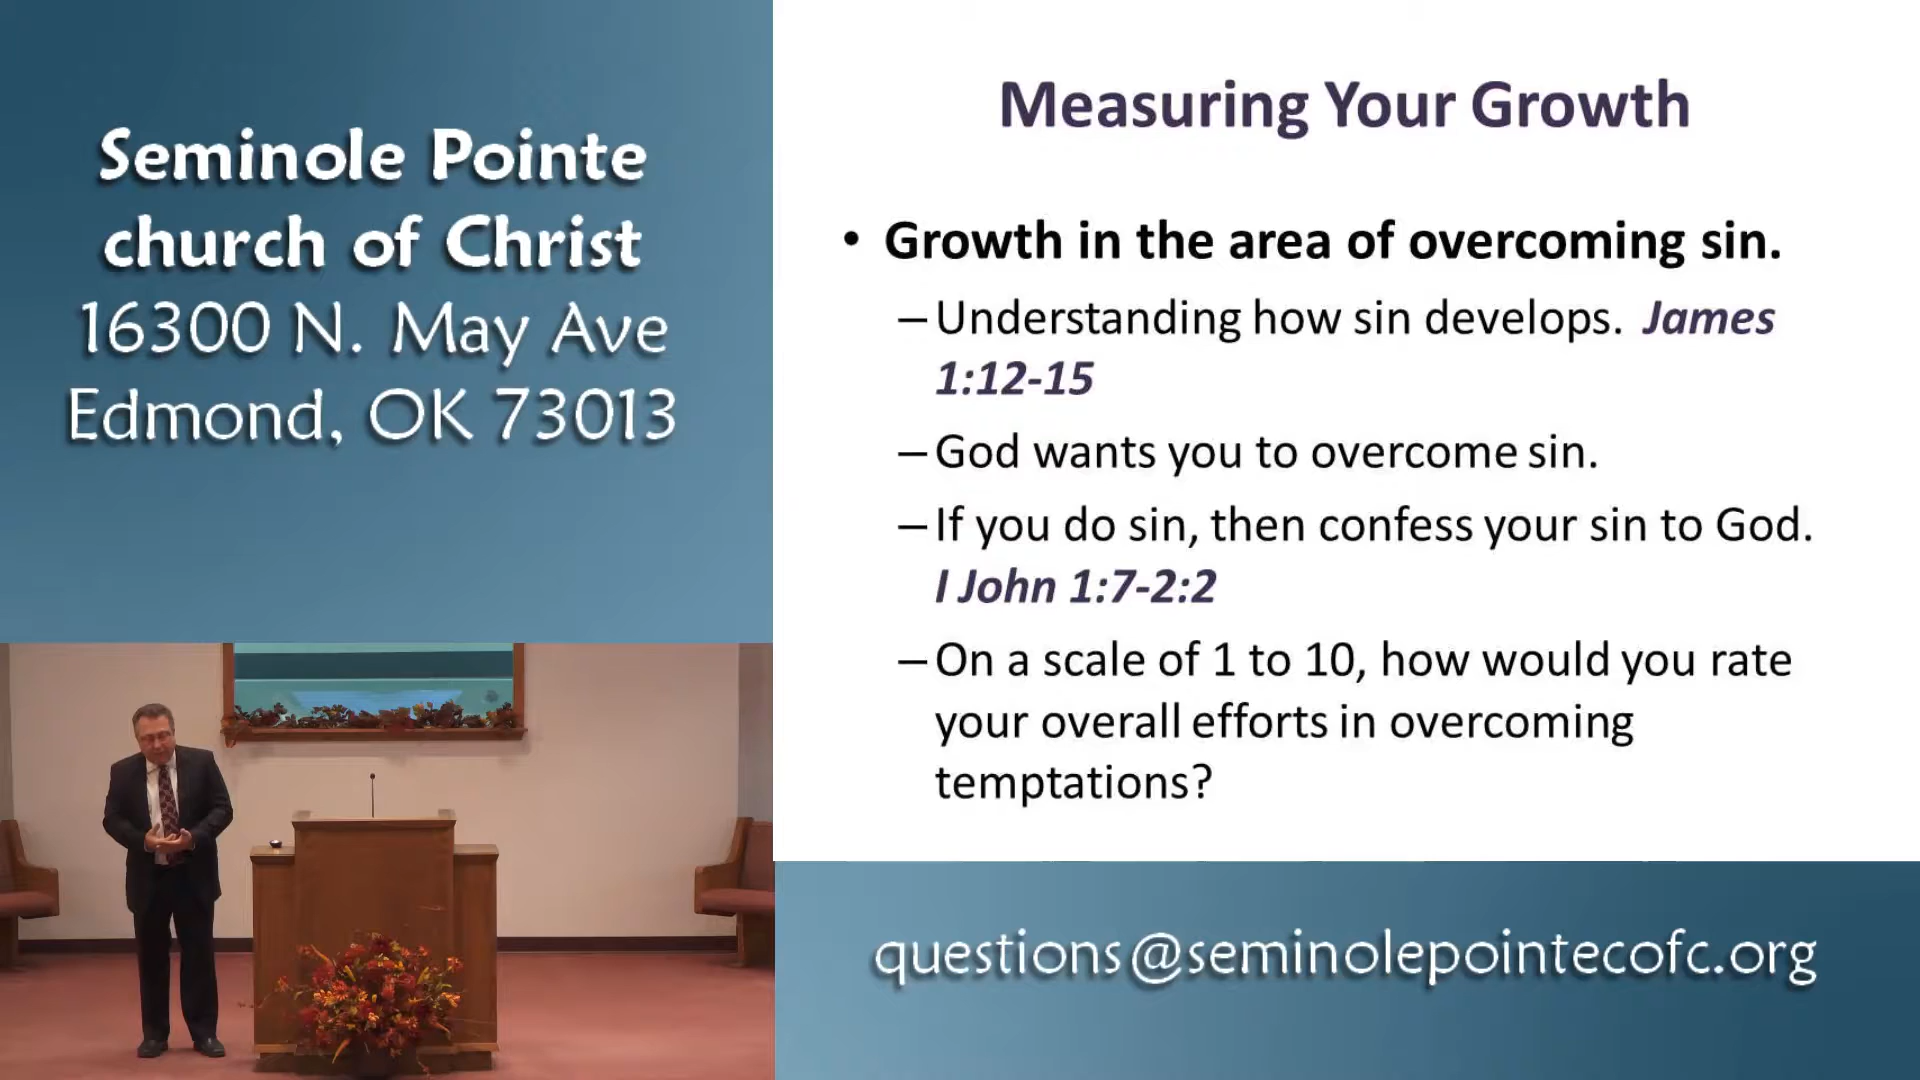 Seminole Pointe
church of Christ
16300 N. May Ave
Edmond, OK 73013
Measuring Your Growth
• Growth in the area of overcoming sin.
– Understanding how sin develops. James
1:12-15
– God wants you to overcome sin.
– If you do sin, then confess your sin to God.
I John 1:7-2:2
– On a scale of 1 to 10, how would you rate
your overall efforts in overcoming
temptations?
questions@seminolepointecofc.org